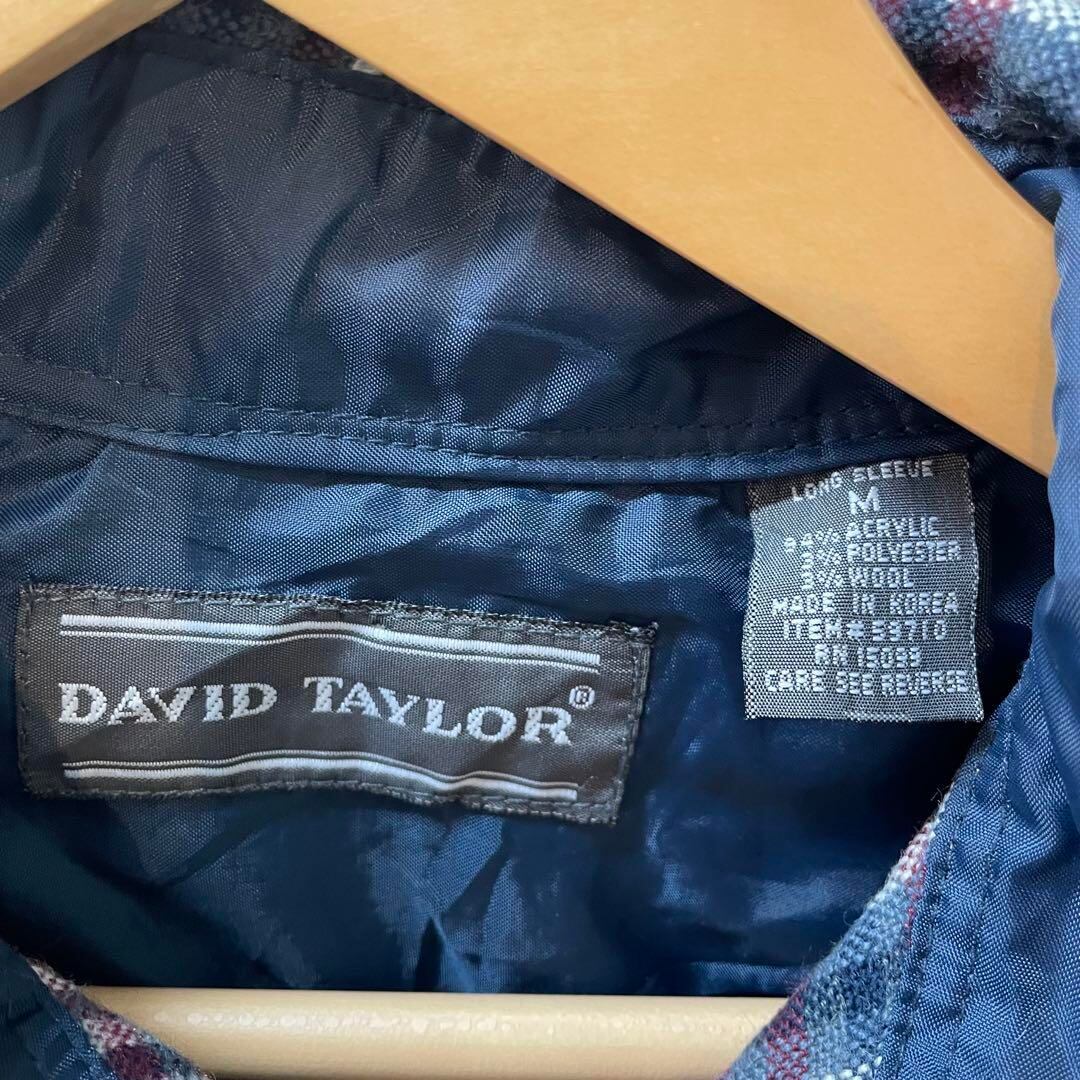 DAVID TAYLOR®
LONG SLEEVE
M
94% ACRYLIC
3% POLYESTER
3% WOOL
MADE IN KOREA
ITEM# 59710
RN 15099
CARE SEE REVERSE